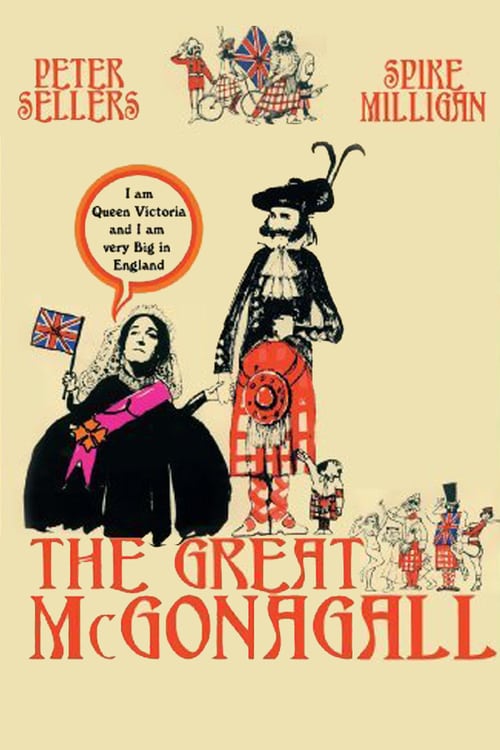 PETER
SELLERS
SPIKE
MILLIGAN
I am
Queen Victoria
and I am
very Big in
England
THE GREAT
McGONAGALL